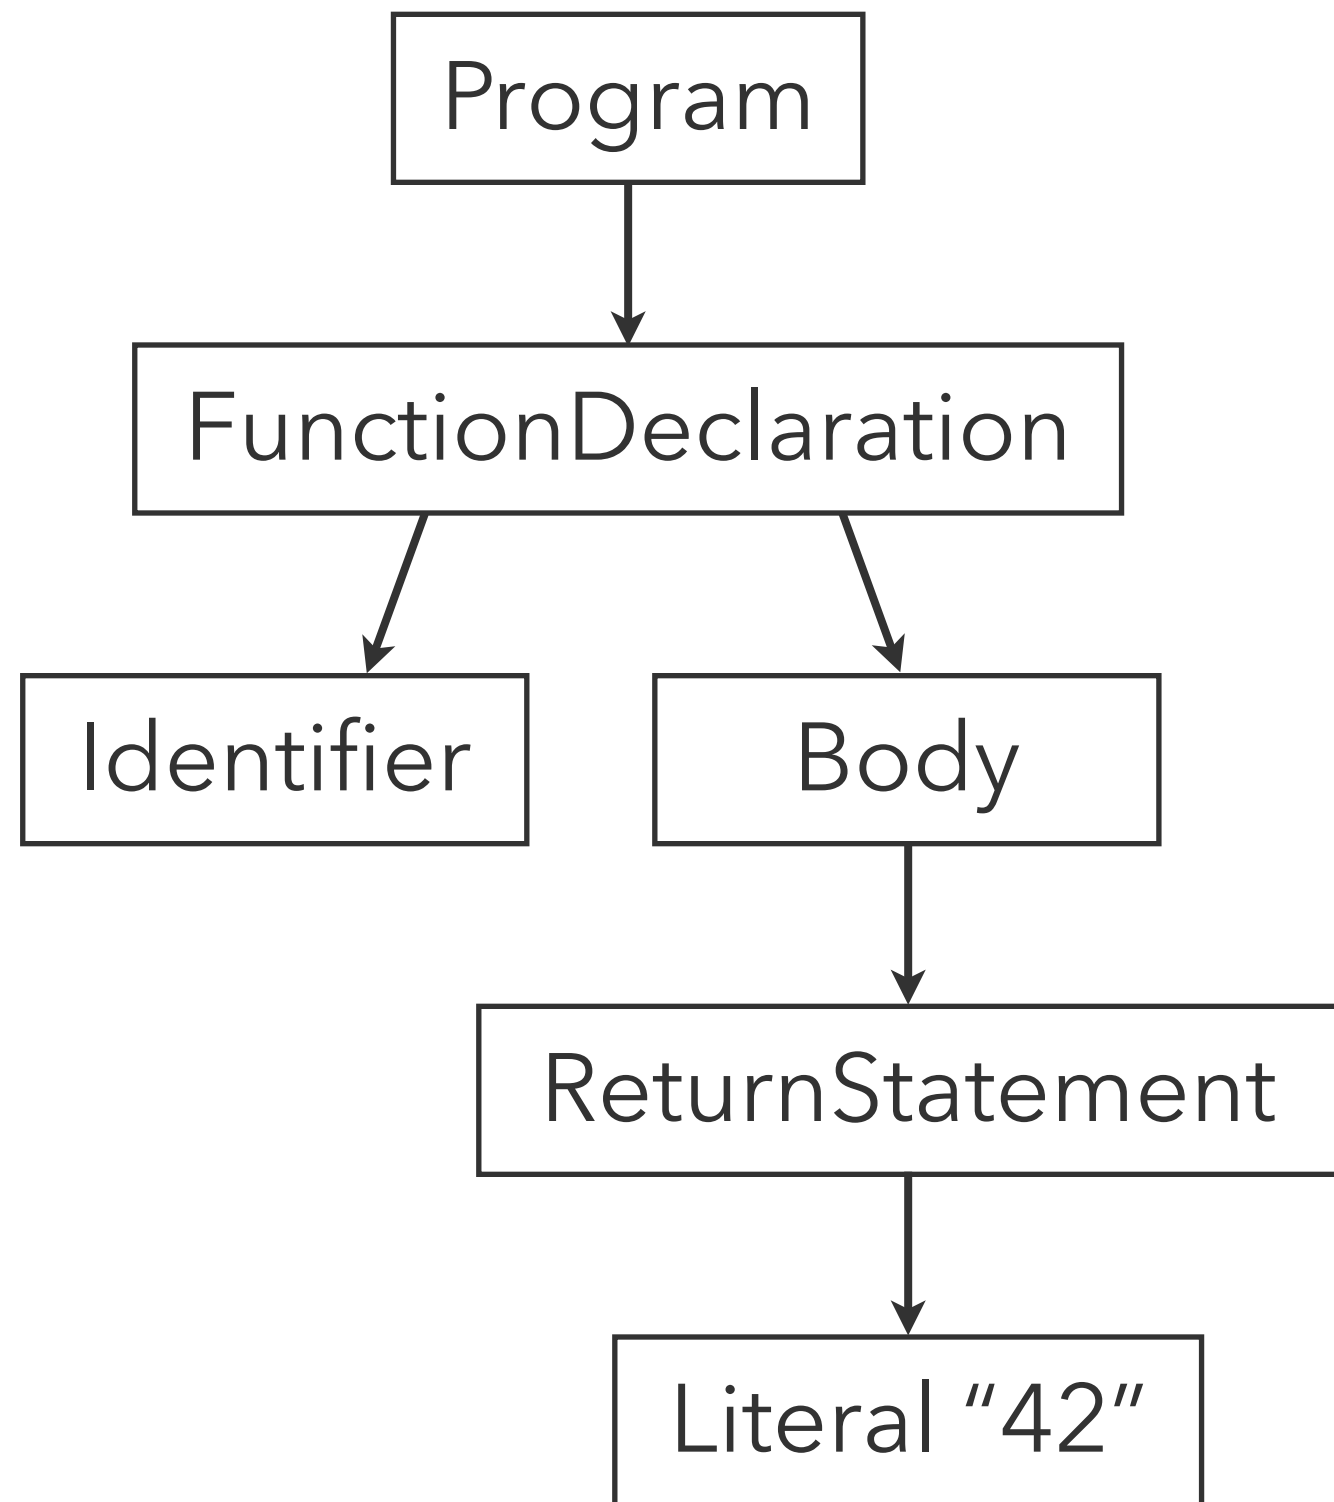 Program
FunctionDeclaration
Identifier
Body
ReturnStatement
Literal “42”